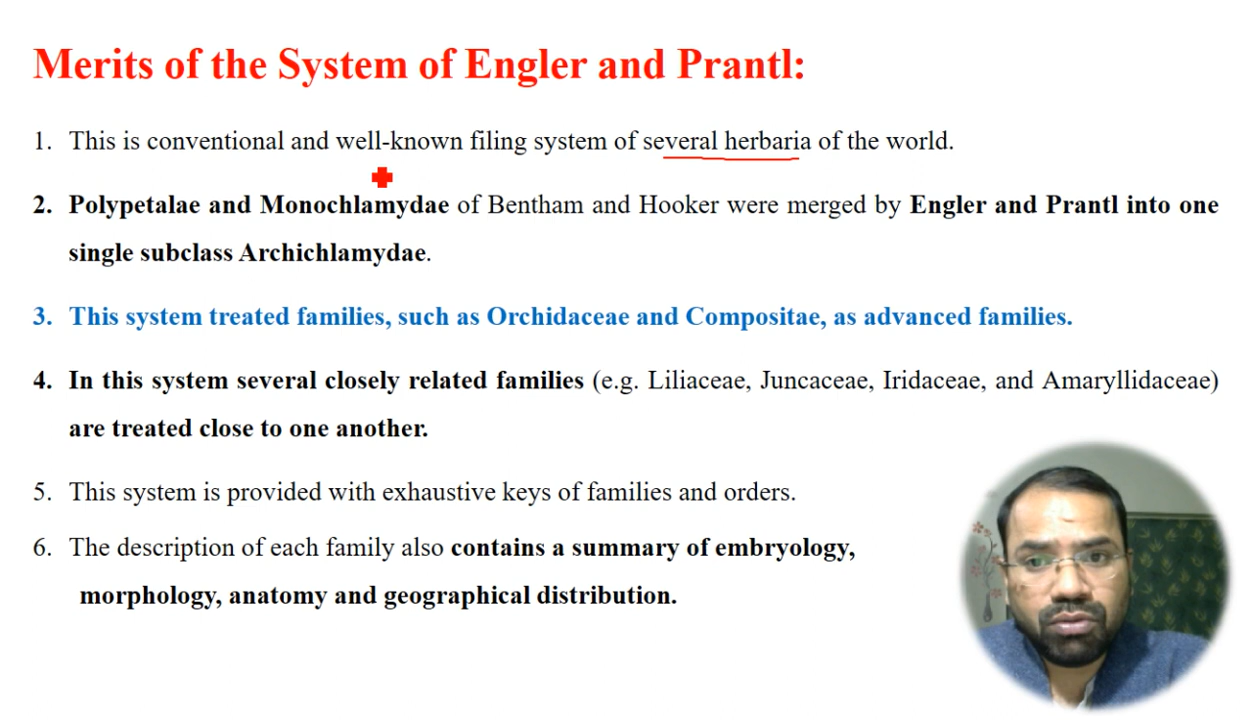 Merits of the System of Engler and Prantl:
1. This is conventional and well-known filing system of several herbaria of the world.
2. Polypetalae and Monochlamydae of Bentham and Hooker were merged by Engler and Prantl into one
single subclass Archichlamydae.
3. This system treated families, such as Orchidaceae and Compositae, as advanced families.
4. In this system several closely related families (e.g. Liliaceae, Juncaceae, Iridaceae, and Amaryllidaceae)
are treated close to one another.
5. This system is provided with exhaustive keys of families and orders.
6. The description of each family also contains a summary of embryology,
morphology, anatomy and geographical distribution.